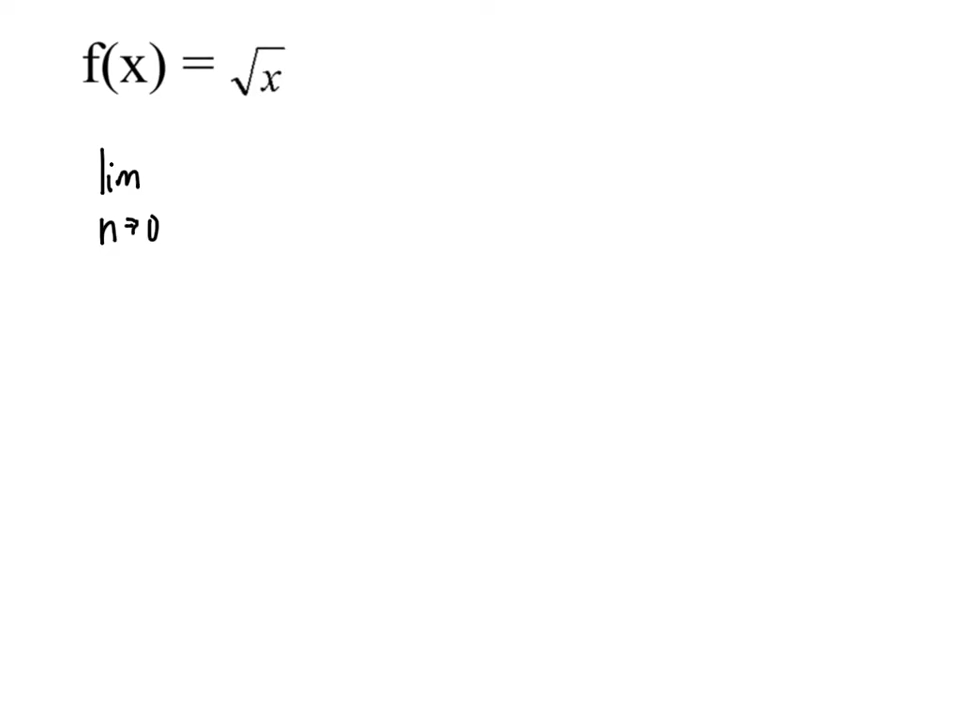 f(x) = √x
lim
n→0